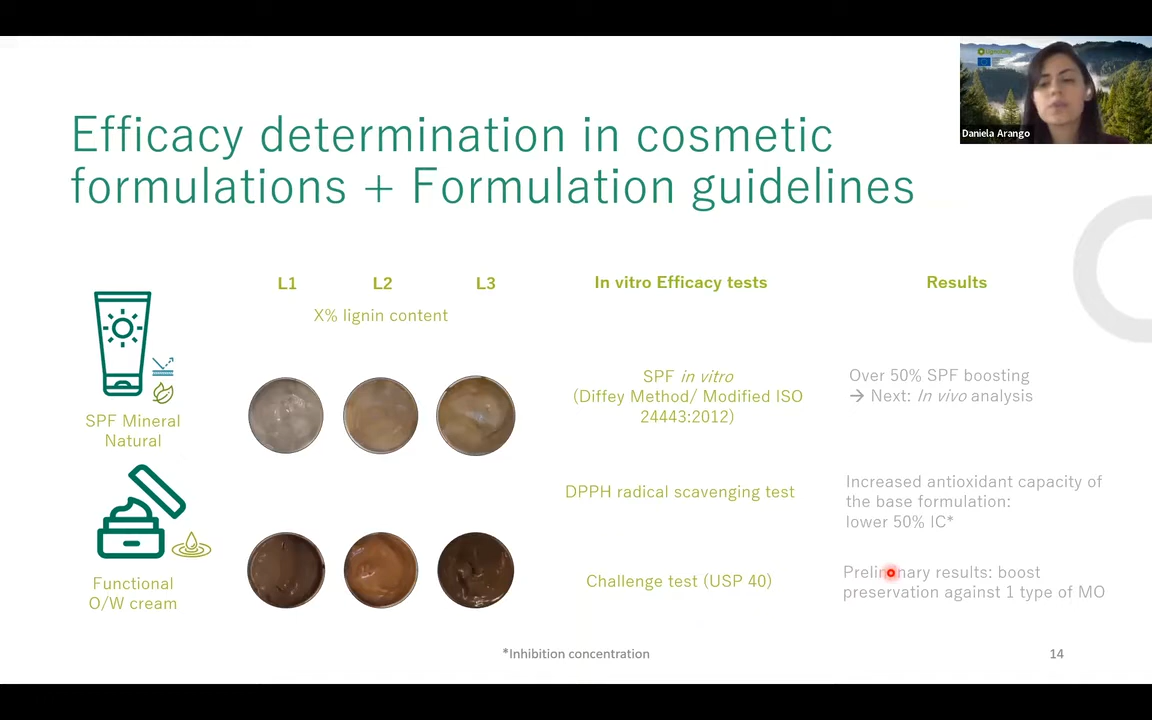 Daniela Arango
Efficacy determination in cosmetic
formulations + Formulation guidelines
L1
L2
L3
In vitro Efficacy tests
Results
X% lignin content
SPF Mineral
Natural
SPF in vitro
(Diffey Method/ Modified ISO
24443:2012)
Over 50% SPF boosting
→ Next: In vivo analysis
DPPH radical scavenging test
Increased antioxidant capacity of
the base formulation:
lower 50% IC*
Functional
O/W cream
Challenge test (USP 40)
Preliminary results: boost
preservation against 1 type of MO
*Inhibition concentration
14